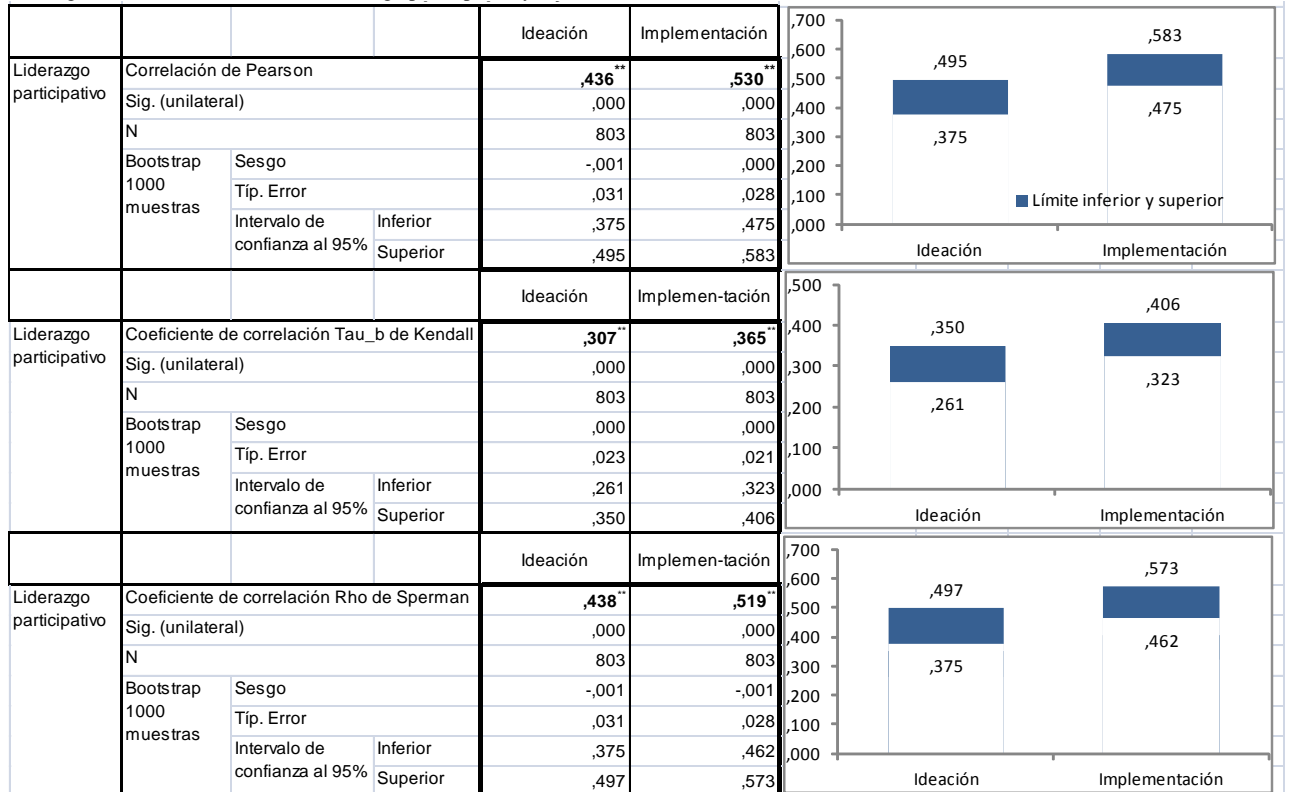 Ideación Implementación
Liderazgo participativo Correlación de Pearson ,436** ,530**
Sig. (unilateral) ,000 ,000
N 803 803
Bootstrap 1000 muestras Sesgo -,001 ,000
Típ. Error ,031 ,028
Intervalo de confianza al 95% Inferior ,375 ,475
Superior ,495 ,583
,700
,600
,500
,400
,300
,200
,100
,000
,495
,375
,583
,475
Límite inferior y superior
Ideación Implementación
Ideación Implemen-tación
Liderazgo participativo Coeficiente de correlación Tau_b de Kendall ,307** ,365**
Sig. (unilateral) ,000 ,000
N 803 803
Bootstrap 1000 muestras Sesgo ,000 ,000
Típ. Error ,023 ,021
Intervalo de confianza al 95% Inferior ,261 ,323
Superior ,350 ,406
,500
,400
,300
,200
,100
,000
,350
,261
,406
,323
Ideación Implementación
Ideación Implemen-tación
Liderazgo participativo Coeficiente de correlación Rho de Sperman ,438** ,519**
Sig. (unilateral) ,000 ,000
N 803 803
Bootstrap 1000 muestras Sesgo -,001 -,001
Típ. Error ,031 ,028
Intervalo de confianza al 95% Inferior ,375 ,462
Superior ,497 ,573
,700
,600
,500
,400
,300
,200
,100
,000
,497
,375
,573
,462
Ideación Implementación